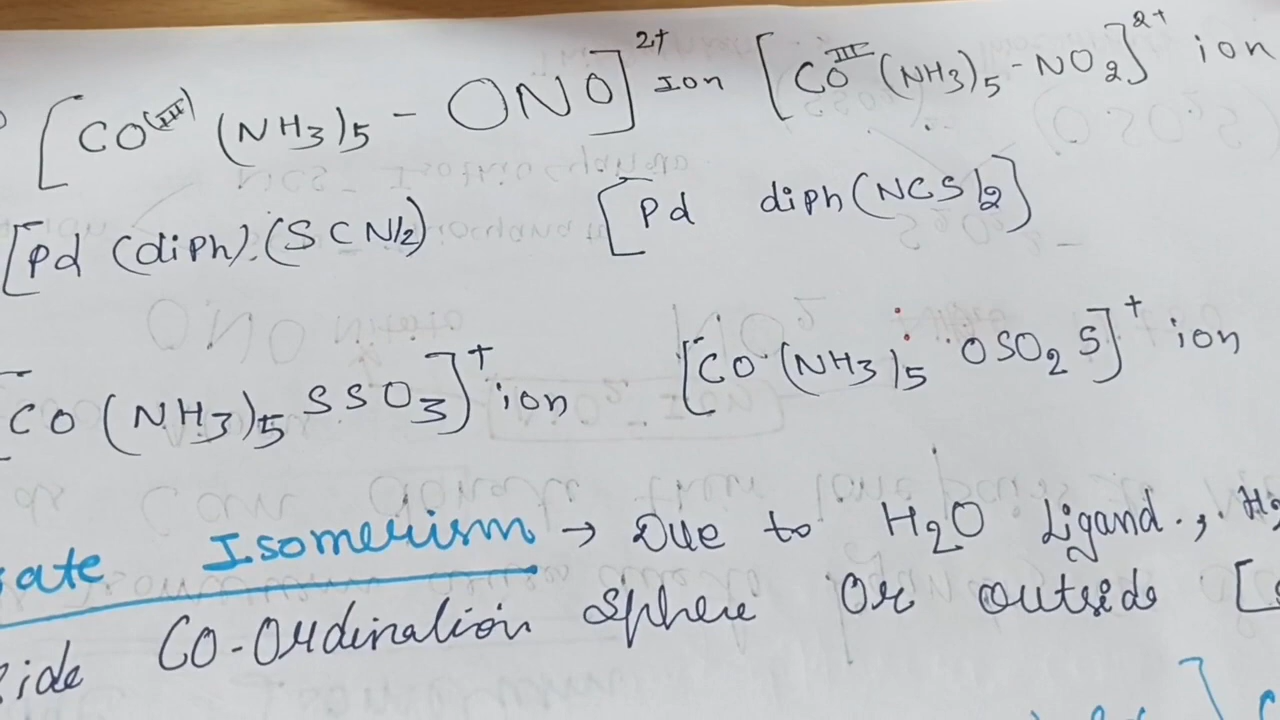 [CO(III) (NH3)5 - ONO]2+ Ion [CO III (NH3)5 - NO2]2+ ion
[Pd (diph).(SCN)2) [Pd diph(NCS)2]
CO (NH3)5 SSO3]+ ion [CO (NH3)5 OSO2 S]+ ion
ate Isomerism → Due to H2O Ligand.,
ide CO-Ordination Sphere Or outside [